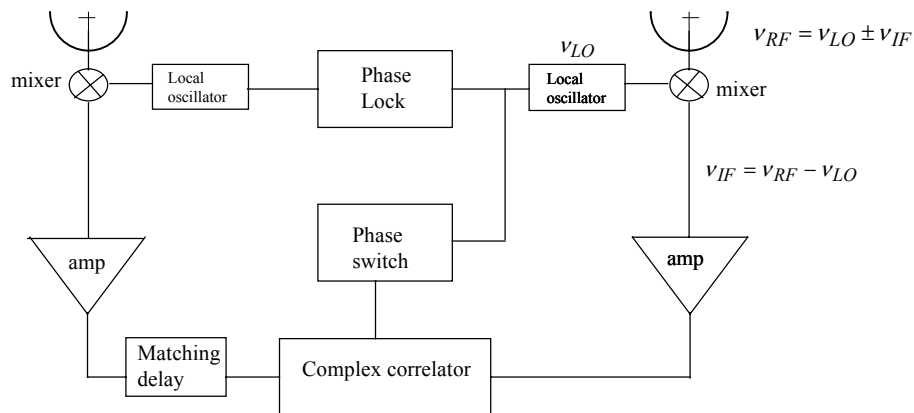 ν_LO
ν_RF = ν_LO ± ν_IF
mixer
Local
oscillator
Phase
Lock
Local
oscillator
mixer
ν_IF = ν_RF − ν_LO
Phase
switch
amp
amp
Matching
delay
Complex correlator